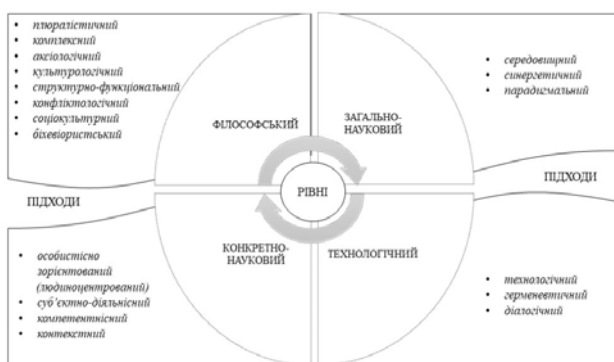 плюралістичний
комплексний
аксіологічний
культурологічний
структурно-функціональний
конфліктологічний
соціокультурний
біхевіористський
ФІЛОСОФСЬКИЙ
ЗАГАЛЬНО-
НАУКОВИЙ
середовищний
синергетичний
парадигмальний
ПІДХОДИ
РІВНІ
ПІДХОДИ
КОНКРЕТНО-
НАУКОВИЙ
ТЕХНОЛОГІЧНИЙ
особистісно
зорієнтований
(людиноцентрований)
суб’єктно-діяльнісний
компетентнісний
контекстний
технологічний
герменевтичний
діалогічний